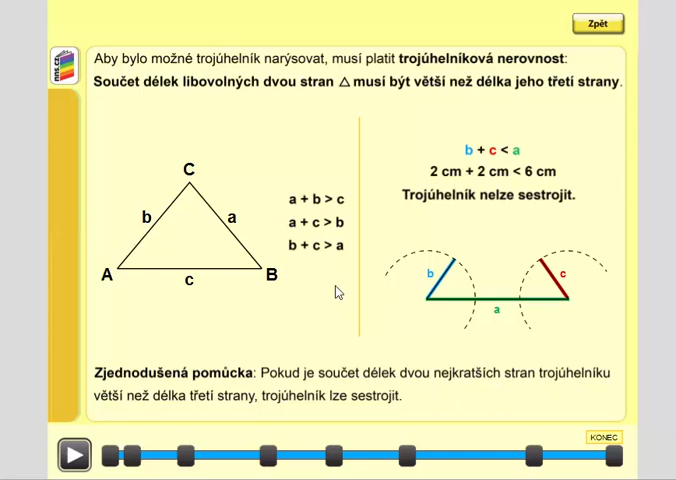 Zpět
nns.cz
Aby bylo možné trojúhelník narýsovat, musí platit trojúhelníková nerovnost:
Součet délek libovolných dvou stran △ musí být větší než délka jeho třetí strany.
b + c < a
2 cm + 2 cm < 6 cm
Trojúhelník nelze sestrojit.
C
b
a
A
B
c
a + b > c
a + c > b
b + c > a
b
c
a
Zjednodušená pomůcka: Pokud je součet délek dvou nejkratších stran trojúhelníku
větší než délka třetí strany, trojúhelník lze sestrojit.
KONEC